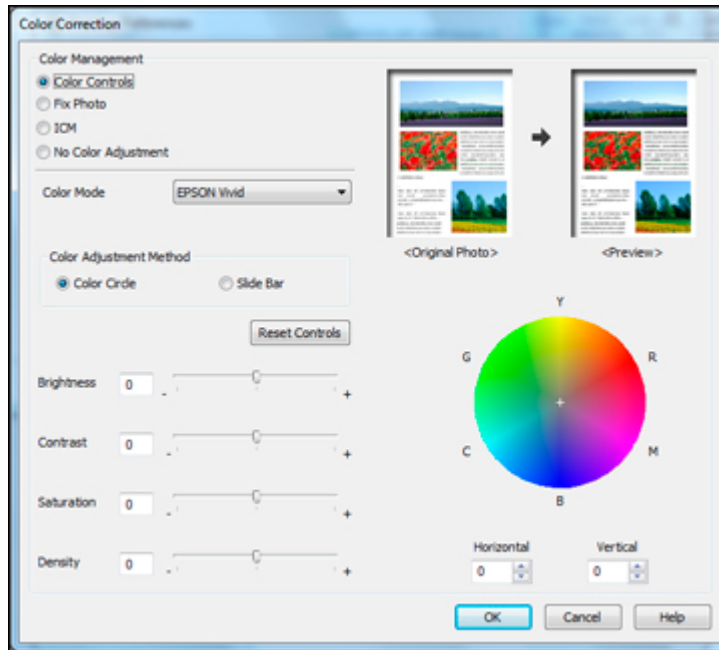 Color Correction
Color Management
Color Controls
Fix Photo
ICM
No Color Adjustment
Color Mode EPSON Vivid
Color Adjustment Method
Color Circle Slide Bar
Reset Controls
Brightness 0 - +
Contrast 0 - +
Saturation 0 - +
Density 0 - +
<Original Photo> <Preview>
Y
G R
C M
B
Horizontal Vertical
0 0
OK Cancel Help